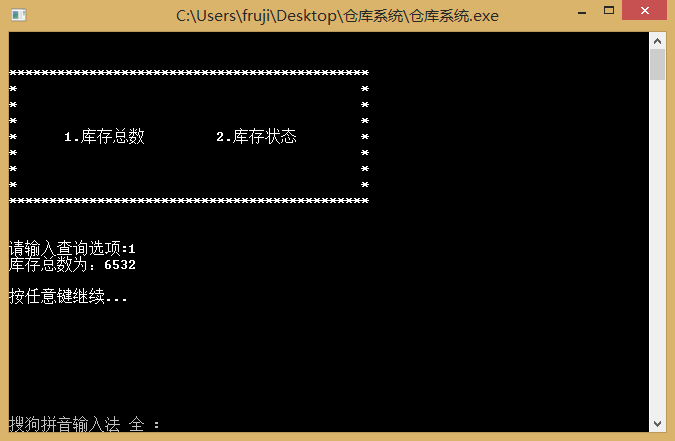 C:\Users\fruji\Desktop\仓库系统\仓库系统.exe
*********************************************
* *
* *
* *
* 1.库存总数 2.库存状态 *
* *
* *
* *
*********************************************
请输入查询选项:1
库存总数为：6532
按任意键继续...
搜狗拼音输入法 全 :